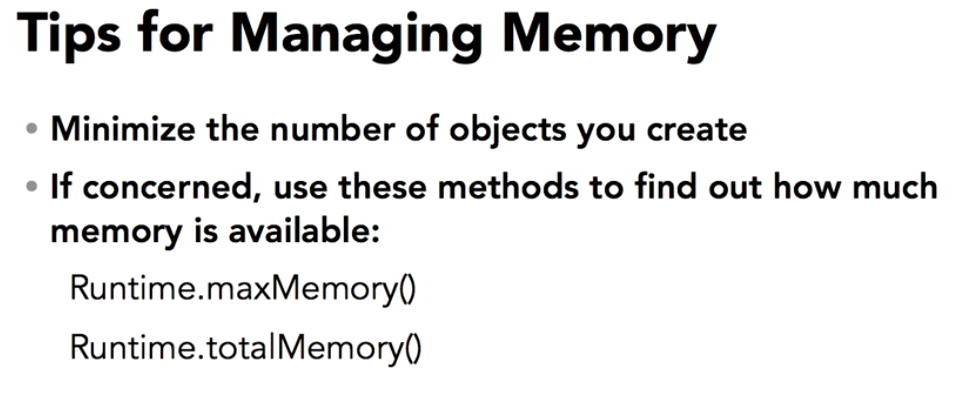 Tips for Managing Memory
• Minimize the number of objects you create
• If concerned, use these methods to find out how much
memory is available:
Runtime.maxMemory()
Runtime.totalMemory()